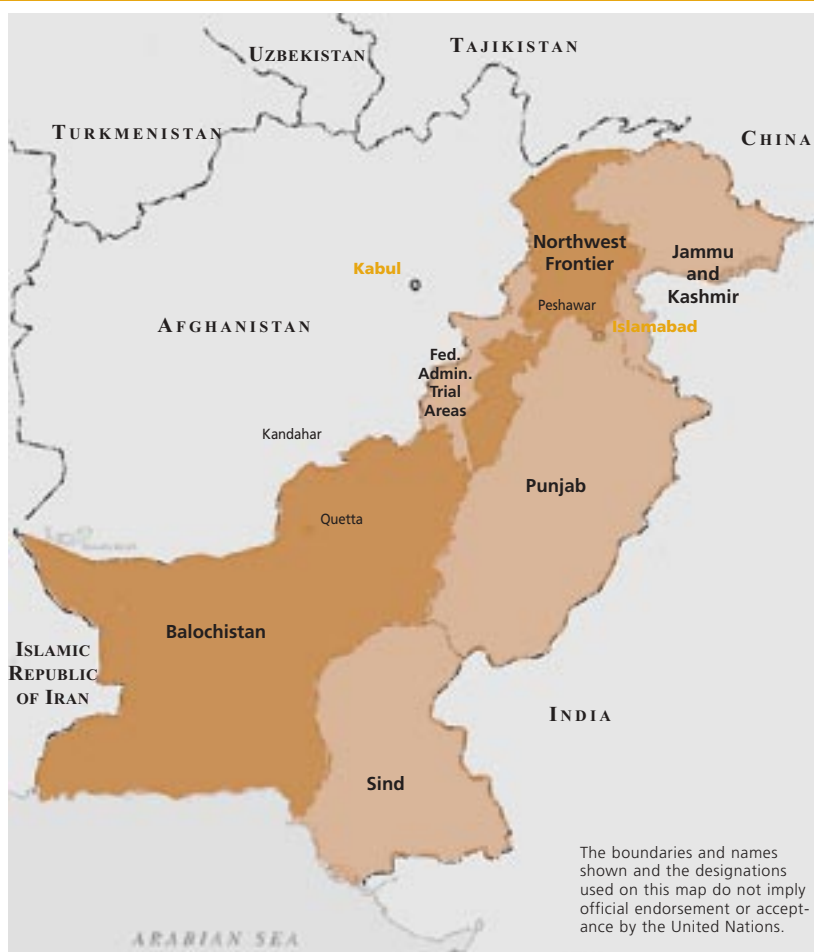 UZBEKISTAN
TAJIKISTAN
TURKMENISTAN
CHINA
Northwest
Frontier
Jammu
and
Kashmir
Kabul
Peshawar
Islamabad
AFGHANISTAN
Fed.
Admin.
Trial
Areas
Kandahar
Punjab
Quetta
Balochistan
ISLAMIC
REPUBLIC
OF IRAN
INDIA
Sind
The boundaries and names
shown and the designations
used on this map do not imply
official endorsement or accept-
ance by the United Nations.
ARABIAN SEA